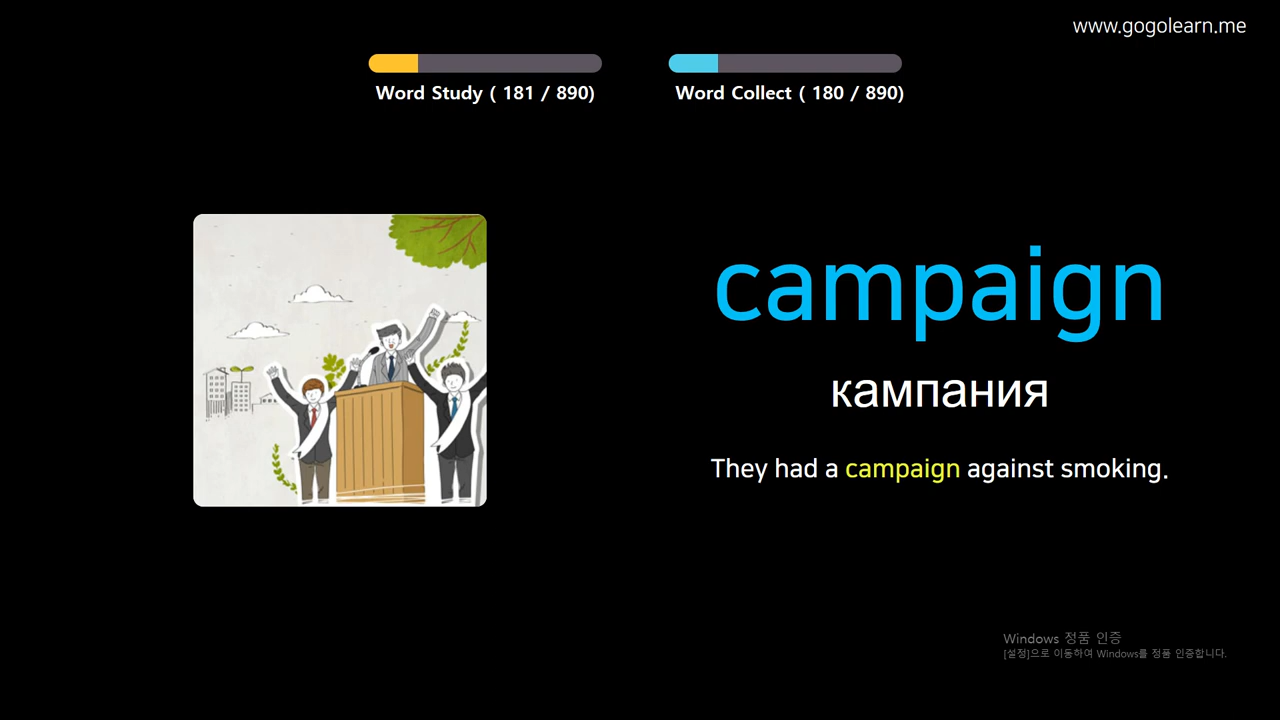 www.gogolearn.me
Word Study ( 181 / 890)
Word Collect ( 180 / 890)
campaign
кампания
They had a campaign against smoking.
Windows 정품 인증
[설정]으로 이동하여 Windows를 정품 인증합니다.